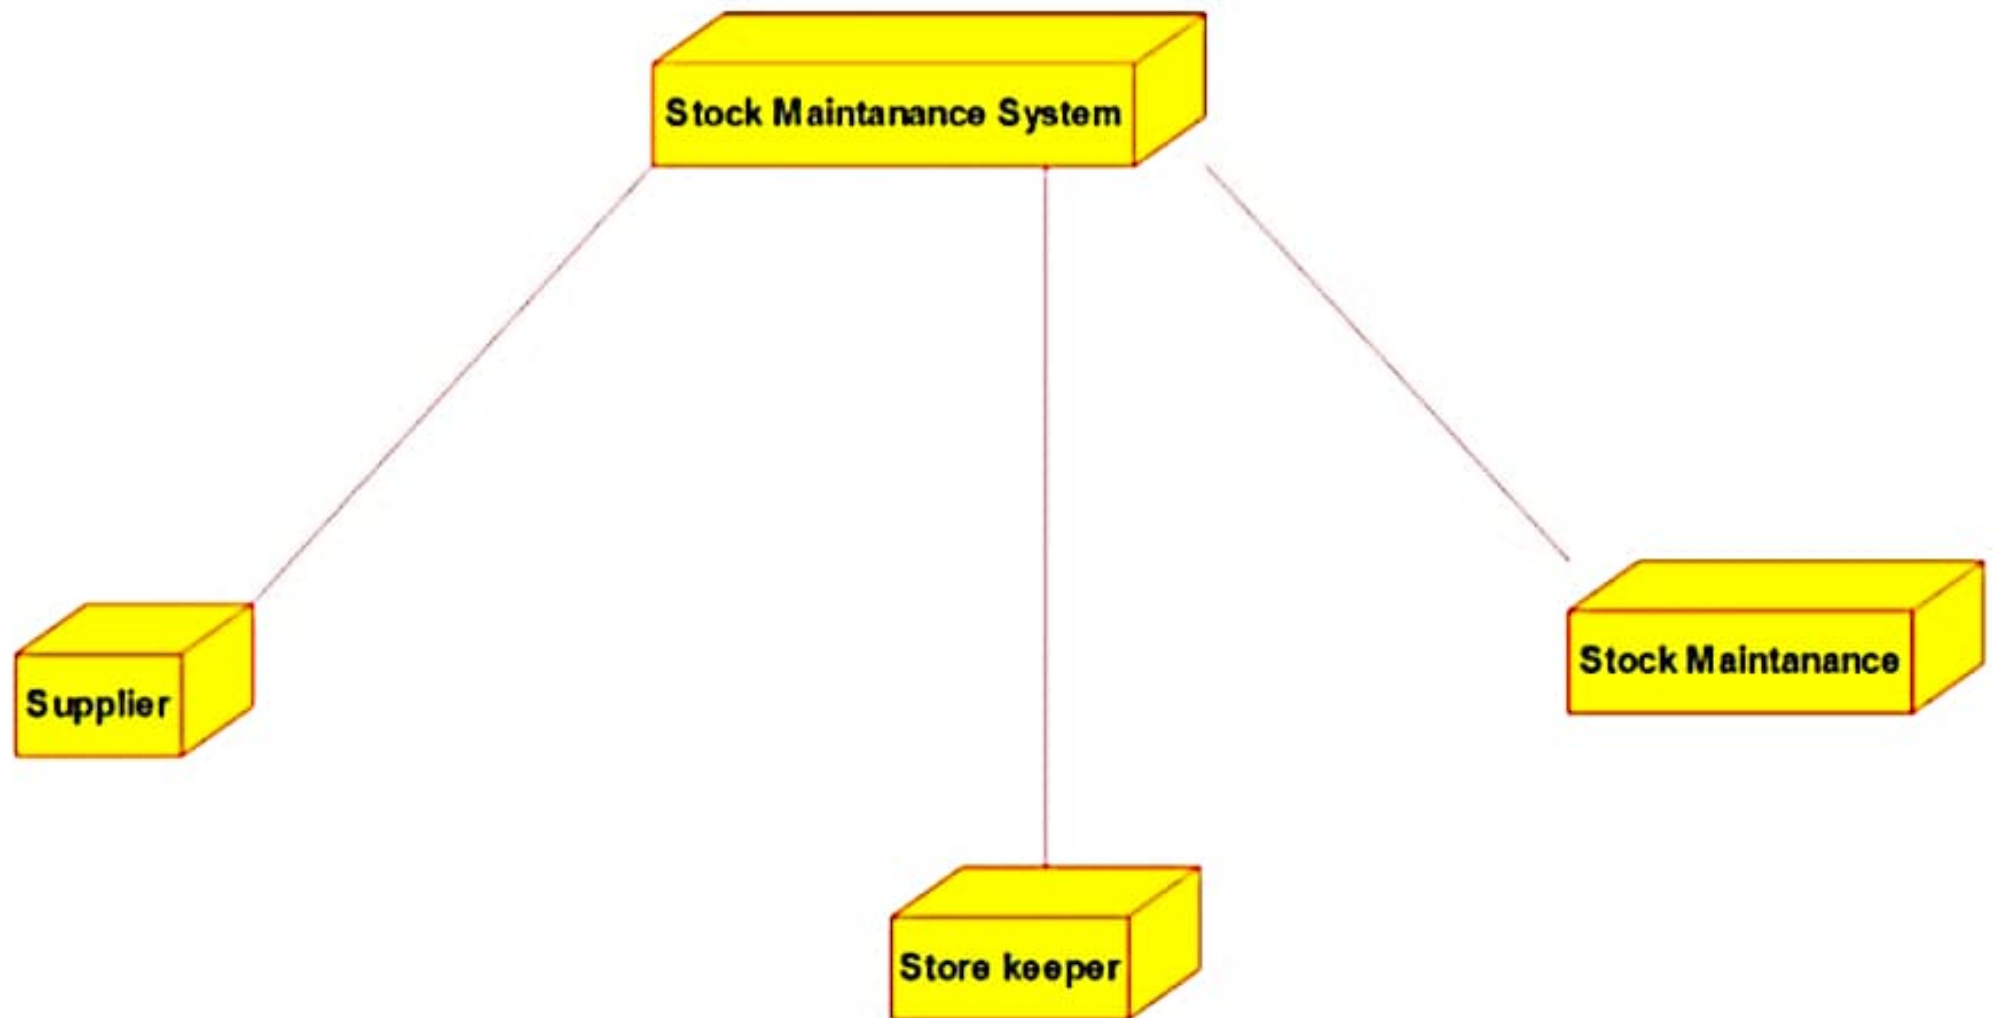 Stock Maintanance System
Supplier
Stock Maintanance
Store keeper